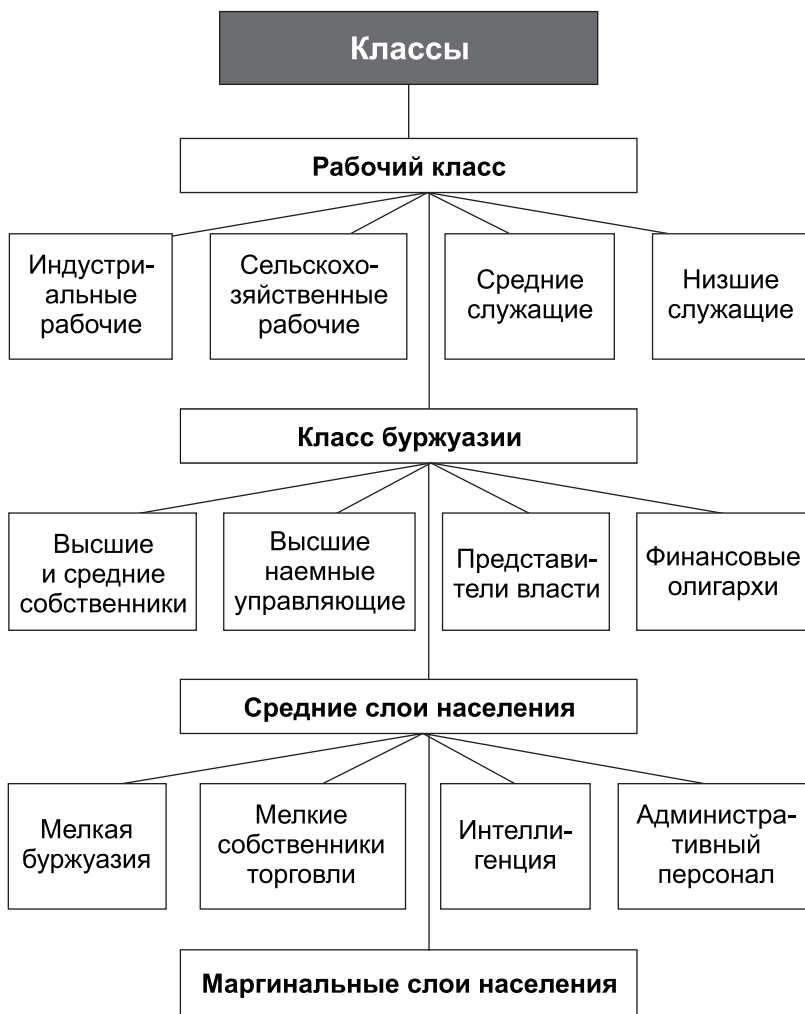 Классы
Рабочий класс
Индустри-
альные
рабочие
Сельскохо-
зяйственные
рабочие
Средние
служащие
Низшие
служащие
Класс буржуазии
Высшие
и средние
собственники
Высшие
наемные
управляющие
Представи-
тели власти
Финансовые
олигархи
Средние слои населения
Мелкая
буржуазия
Мелкие
собственники
торговли
Интелли-
генция
Администра-
тивный
персонал
Маргинальные слои населения